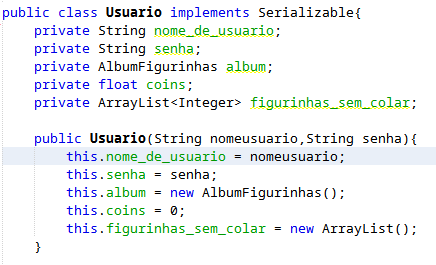 public class Usuario implements Serializable{
    private String nome_de_usuario;
    private String senha;
    private AlbumFigurinhas album;
    private float coins;
    private ArrayList<Integer> figurinhas_sem_colar;

    public Usuario(String nomeusuario,String senha){
        this.nome_de_usuario = nomeusuario;
        this.senha = senha;
        this.album = new AlbumFigurinhas();
        this.coins = 0;
        this.figurinhas_sem_colar = new ArrayList();
    }